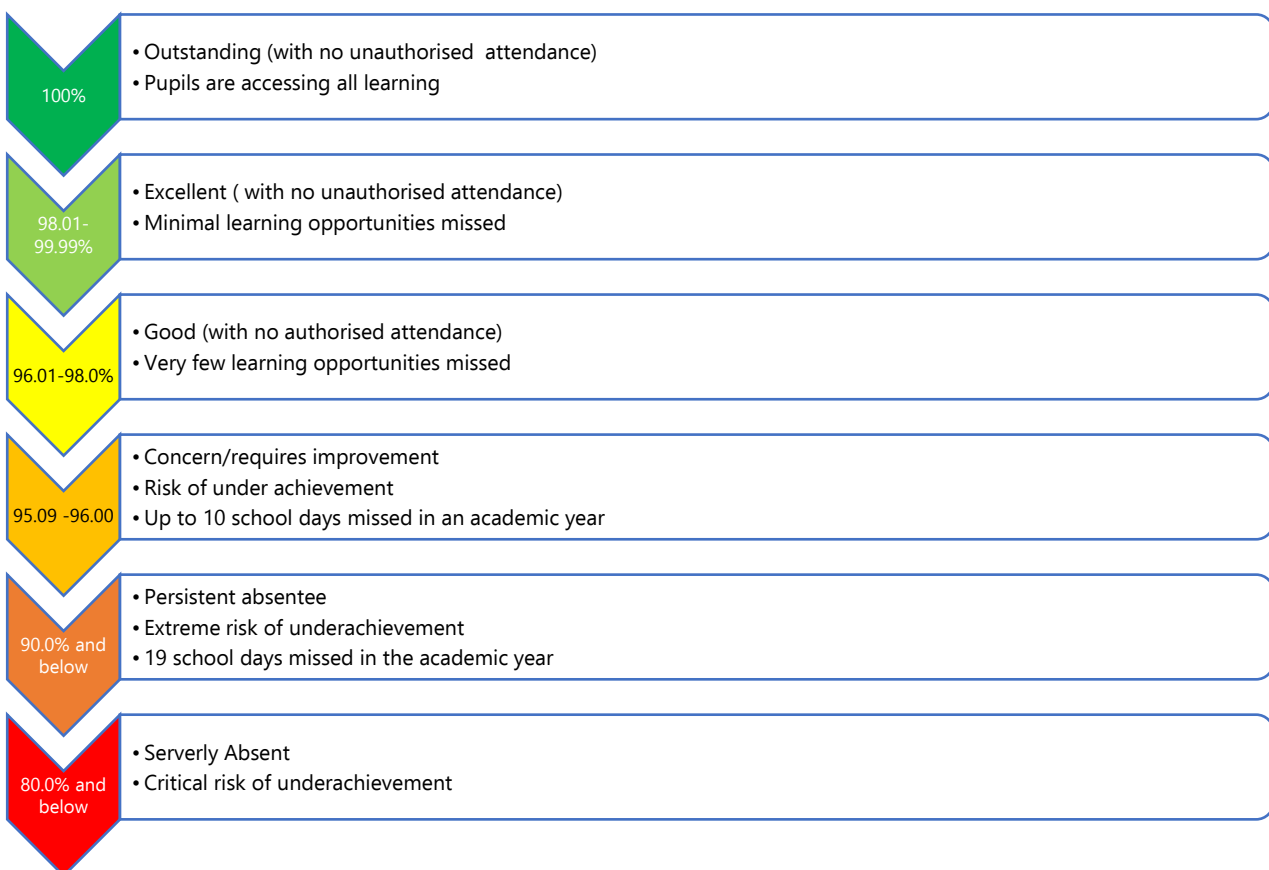 • Outstanding (with no unauthorised  attendance)
• Pupils are accessing all learning
100%
• Excellent ( with no unauthorised attendance)
• Minimal learning opportunities missed
98.01-
99.99%
• Good (with no authorised attendance)
• Very few learning opportunities missed
96.01-98.0%
• Concern/requires improvement
• Risk of under achievement
• Up to 10 school days missed in an academic year
95.09 -96.00
• Persistent absentee
• Extreme risk of underachievement
• 19 school days missed in the academic year
90.0% and
below
• Serverly Absent
• Critical risk of underachievement
80.0% and
below